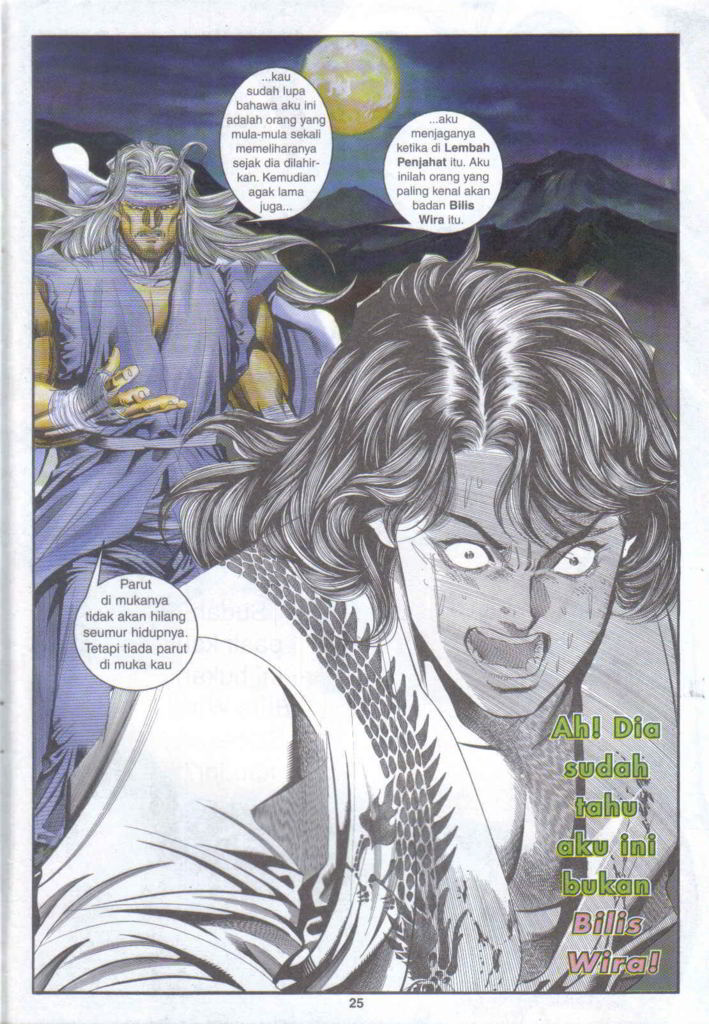 ...kau
sudah lupa
bahawa aku ini
adalah orang yang
mula-mula sekali
memeliharanya
sejak dia dilahir-
kan. Kemudian
agak lama
juga...
...aku
menjaganya
ketika di Lembah
Penjahat itu. Aku
inilah orang yang
paling kenal akan
badan Bilis
Wira itu.
Parut
di mukanya
tidak akan hilang
seumur hidupnya.
Tetapi tiada parut
di muka kau
Ah! Dia
sudah
tahu
aku ini
bukan
Bilis
Wira!
25